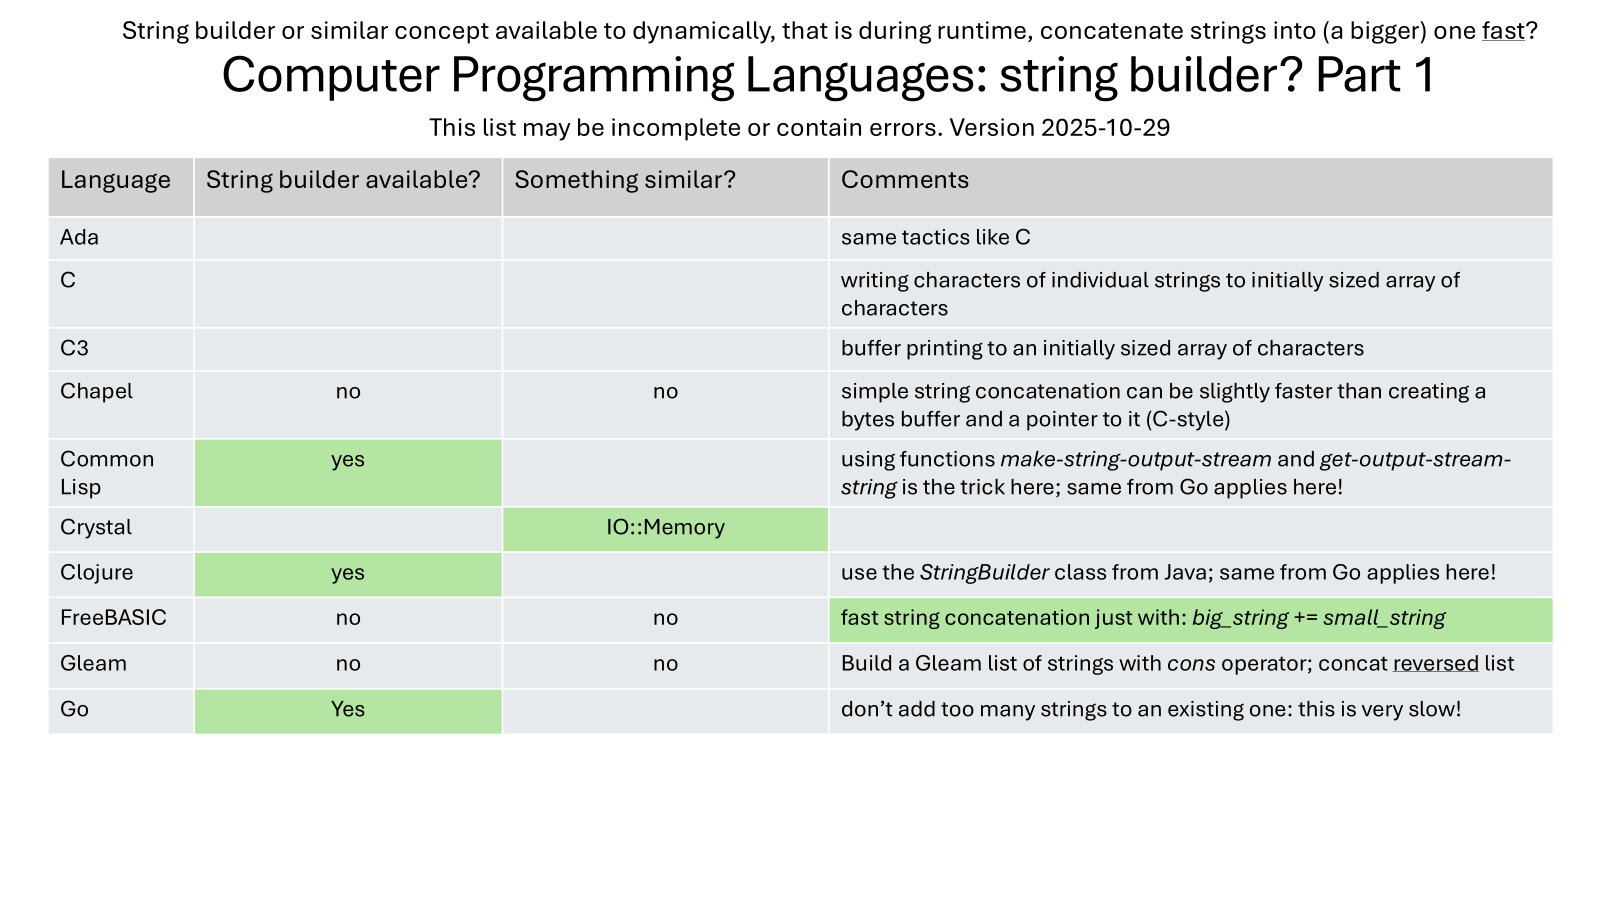 String builder or similar concept available to dynamically, that is during runtime, concatenate strings into (a bigger) one fast?
Computer Programming Languages: string builder? Part 1
This list may be incomplete or contain errors. Version 2025-10-29
Language String builder available? Something similar? Comments
Ada same tactics like C
C writing characters of individual strings to initially sized array of
characters
C3 buffer printing to an initially sized array of characters
Chapel no no simple string concatenation can be slightly faster than creating a
bytes buffer and a pointer to it (C-style)
Common yes using functions make-string-output-stream and get-output-stream-
Lisp string is the trick here; same from Go applies here!
Crystal IO::Memory
Clojure yes use the StringBuilder class from Java; same from Go applies here!
FreeBASIC no no fast string concatenation just with: big_string += small_string
Gleam no no Build a Gleam list of strings with cons operator; concat reversed list
Go Yes don’t add too many strings to an existing one: this is very slow!